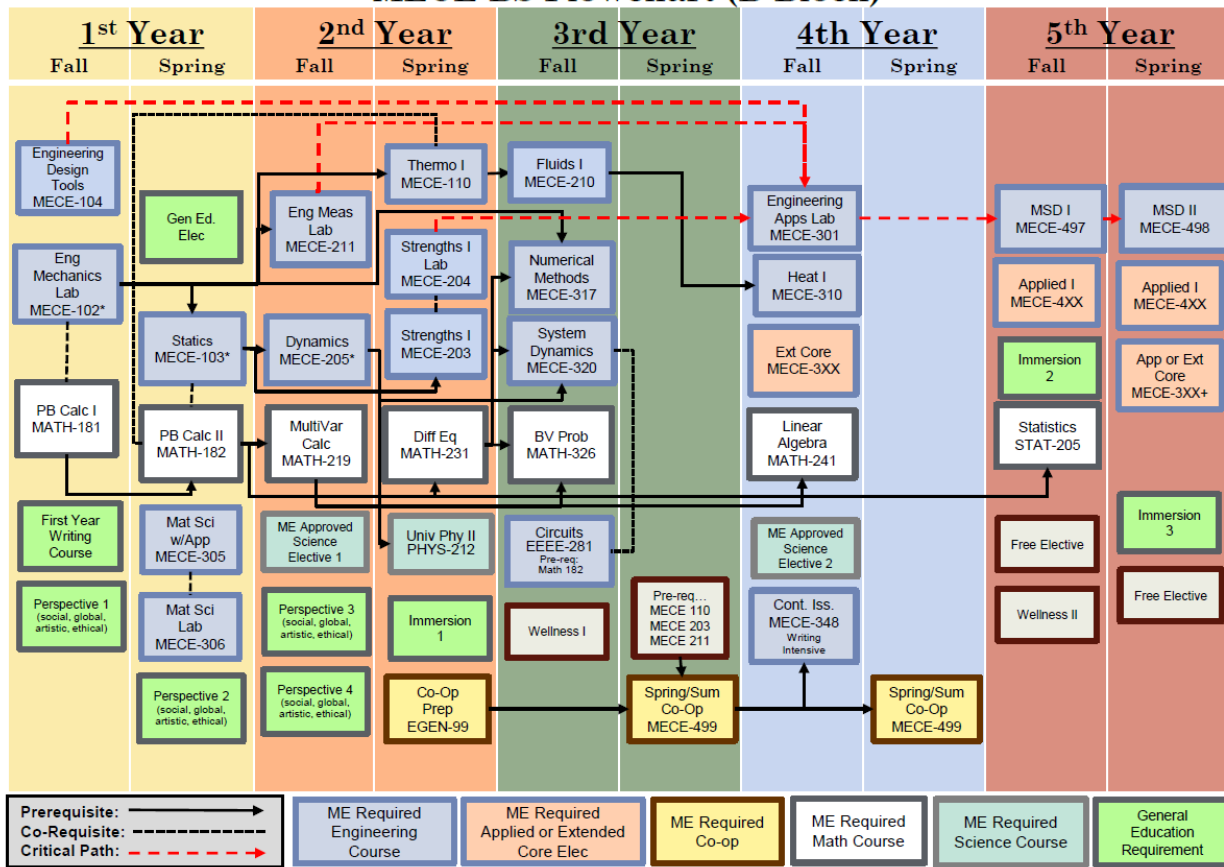 MECE BS Flowchart (B Block)
1st Year
2nd Year
3rd Year
4th Year
5th Year
Fall
Spring
Fall
Spring
Fall
Spring
Fall
Spring
Fall
Spring
Engineering
Design
Tools
MECE-104
Eng
Mechanics
Lab
MECE-102*
PB Calc I
MATH-181
First Year
Writing
Course
Perspective 1
(social, global,
artistic, ethical)
Gen Ed.
Elec
Statics
MECE-103*
PB Calc II
MATH-182
Mat Sci
w/App
MECE-305
Mat Sci
Lab
MECE-306
Perspective 2
(social, global,
artistic, ethical)
Eng Meas
Lab
MECE-211
Dynamics
MECE-205*
MultiVar
Calc
MATH-219
ME Approved
Science
Elective 1
Perspective 3
(social, global,
artistic, ethical)
Perspective 4
(social, global,
artistic, ethical)
Thermo I
MECE-110
Strengths I
Lab
MECE-204
Strengths I
MECE-203
Diff Eq
MATH-231
Univ Phy II
PHYS-212
Immersion
1
Co-Op
Prep
EGEN-99
Fluids I
MECE-210
Numerical
Methods
MECE-317
System
Dynamics
MECE-320
BV Prob
MATH-326
Circuits
EEEE-281
Pre-req:
Math 182
Wellness I
Pre-req...
MECE 110
MECE 203
MECE 211
Spring/Sum
Co-Op
MECE-499
Engineering
Apps Lab
MECE-301
Heat I
MECE-310
Ext Core
MECE-3XX
Linear
Algebra
MATH-241
ME Approved
Science
Elective 2
Cont. Iss.
MECE-348
Writing
Intensive
Spring/Sum
Co-Op
MECE-499
MSD I
MECE-497
Applied I
MECE-4XX
Immersion
2
Statistics
STAT-205
Free Elective
Wellness II
MSD II
MECE-498
Applied I
MECE-4XX
App or Ext
Core
MECE-3XX+
Immersion
3
Free Elective
Prerequisite:
Co-Requisite:
Critical Path:
ME Required
Engineering
Course
ME Required
Applied or Extended
Core Elec
ME Required
Co-op
ME Required
Math Course
ME Required
Science Course
General
Education
Requirement